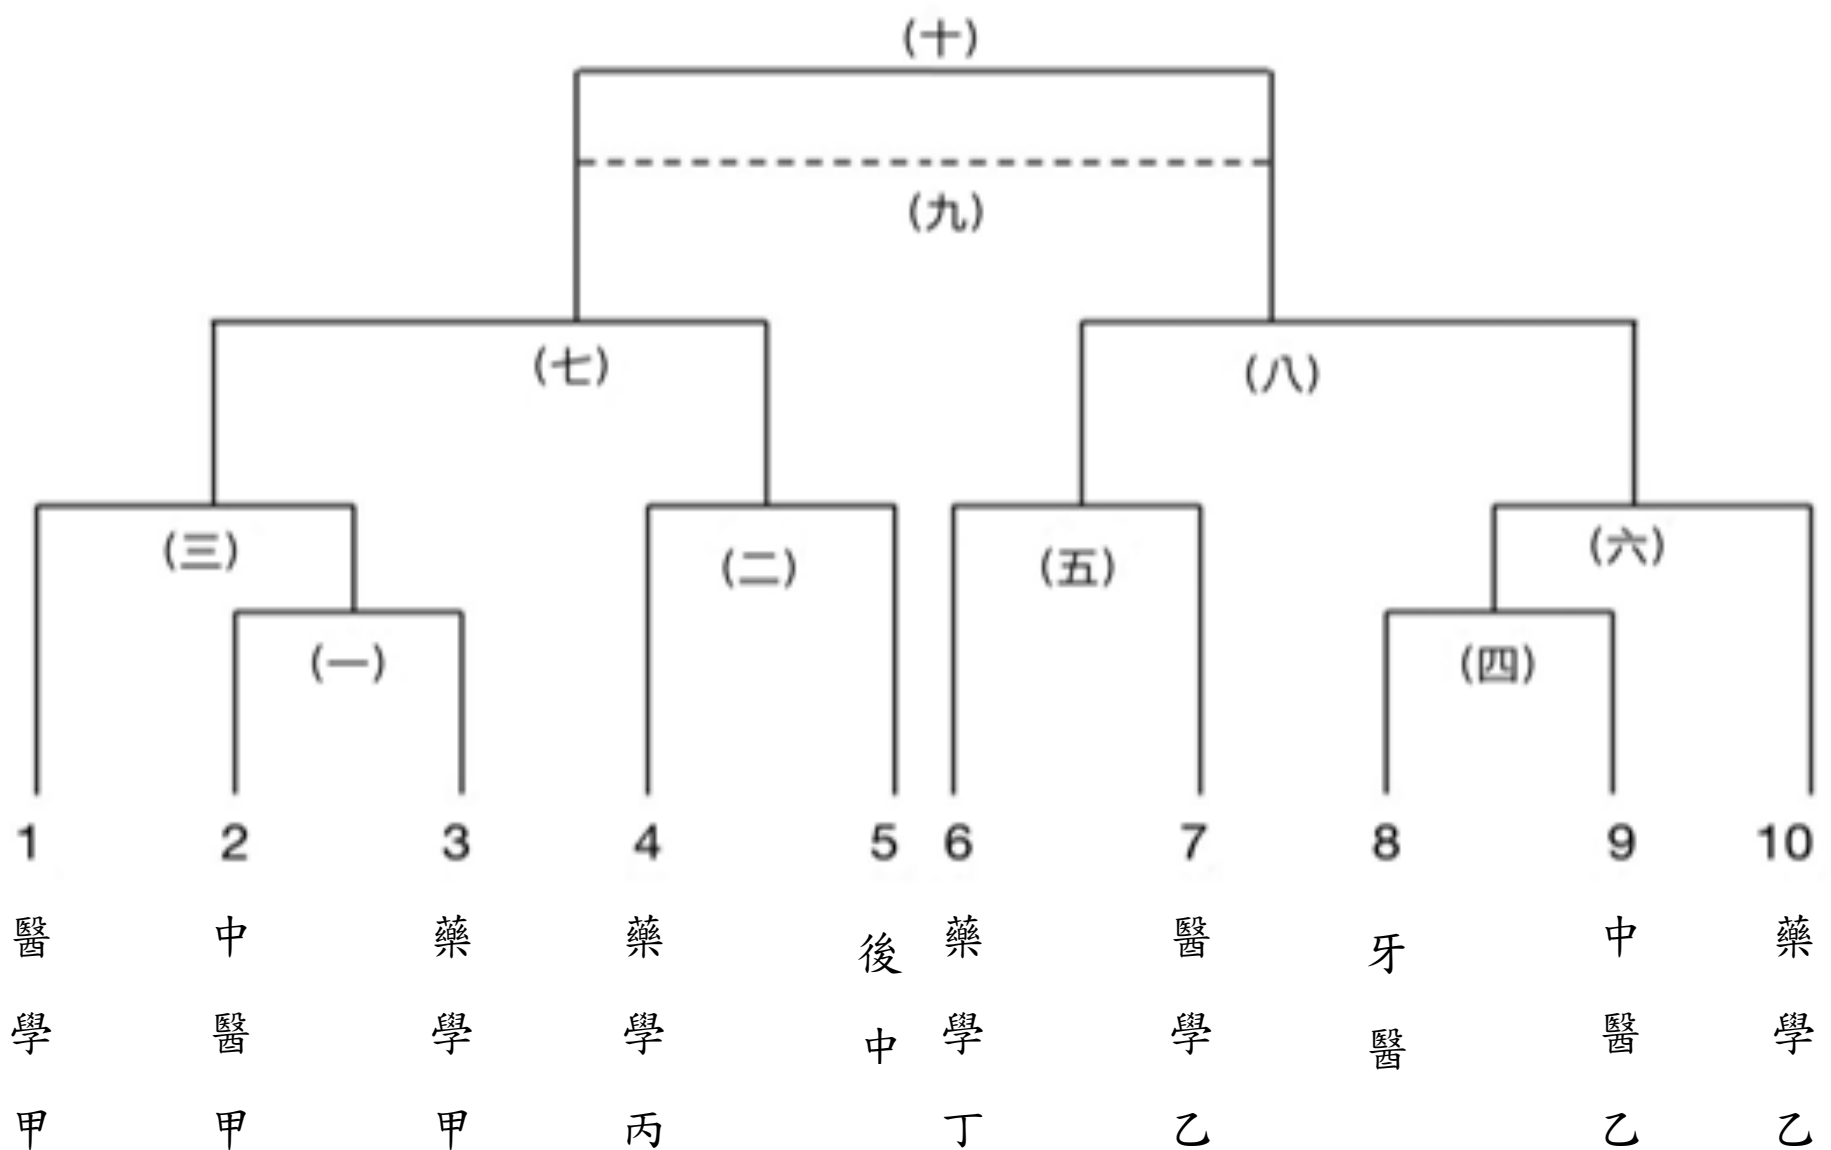 (十)
(九)
(七)
(八)
(三)
(二)
(五)
(六)
(一)
(四)
1 2 3 4 5 6 7 8 9 10
醫學甲
中醫甲
藥學甲
藥學丙
後中
藥學丁
醫學乙
牙醫
中醫乙
藥學乙